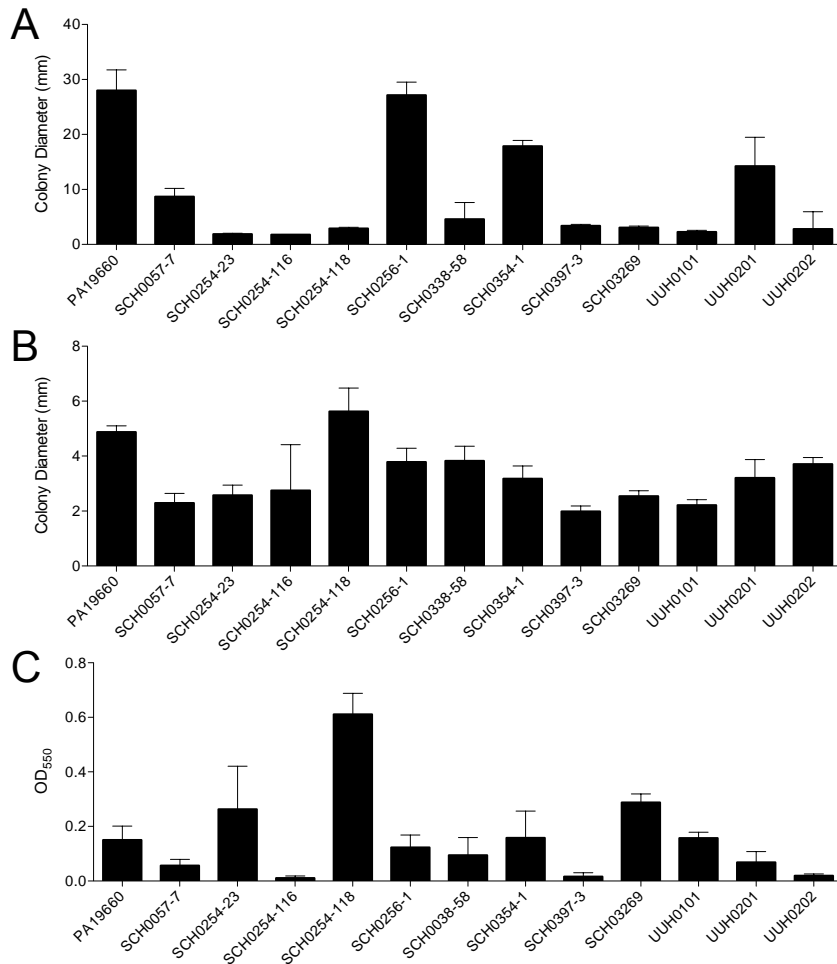 A
Colony Diameter (mm)
40
30
20
10
0
PA19660
SCH0057-7
SCH0254-23
SCH0254-116
SCH0254-118
SCH0256-1
SCH0338-58
SCH0354-1
SCH0397-3
SCH03269
UUH0101
UUH0201
UUH0202
B
Colony Diameter (mm)
8
6
4
2
0
PA19660
SCH0057-7
SCH0254-23
SCH0254-116
SCH0254-118
SCH0256-1
SCH0338-58
SCH0354-1
SCH0397-3
SCH03269
UUH0101
UUH0201
UUH0202
C
OD550
0.8
0.6
0.4
0.2
0.0
PA19660
SCH0057-7
SCH0254-23
SCH0254-116
SCH0254-118
SCH0256-1
SCH0038-58
SCH0354-1
SCH0397-3
SCH03269
UUH0101
UUH0201
UUH0202